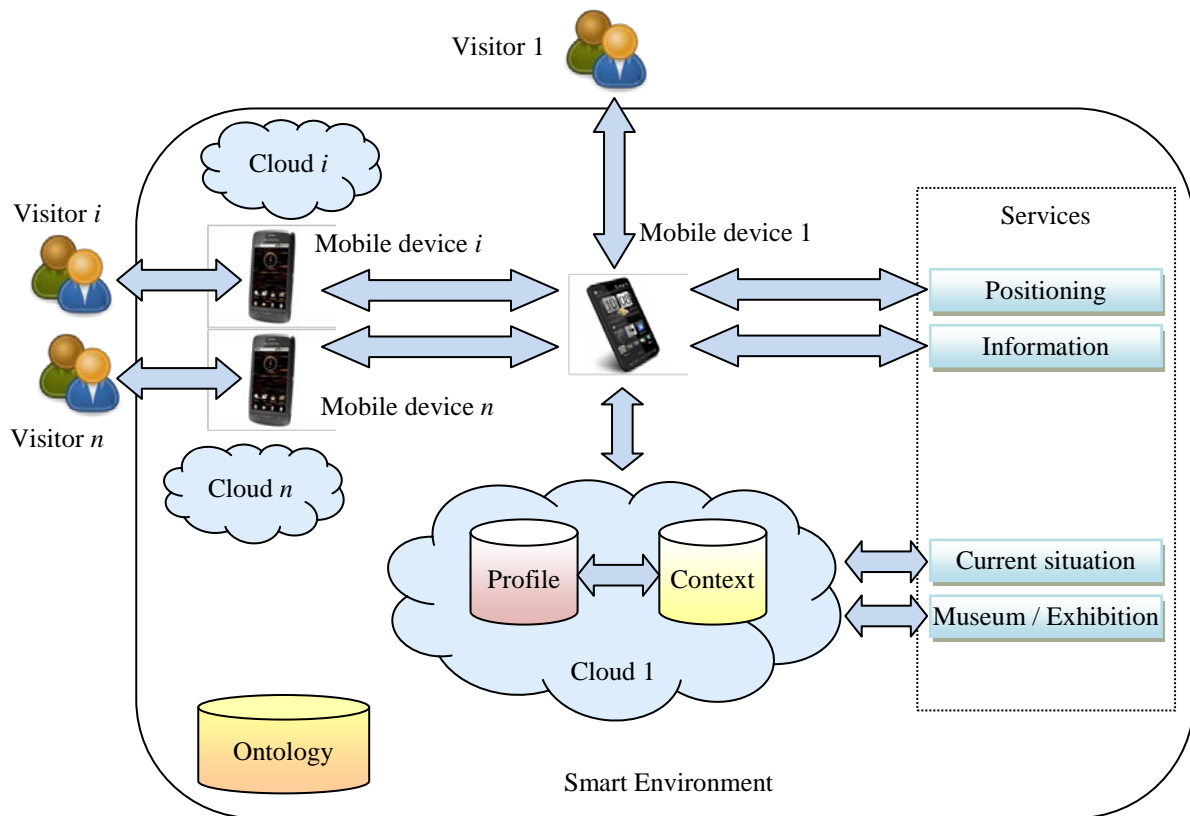 Visitor 1
Cloud i
Visitor i
Services
Mobile device i
Mobile device 1
Positioning
Information
Mobile device n
Visitor n
Cloud n
Current situation
Profile
Context
Museum / Exhibition
Cloud 1
Ontology
Smart Environment